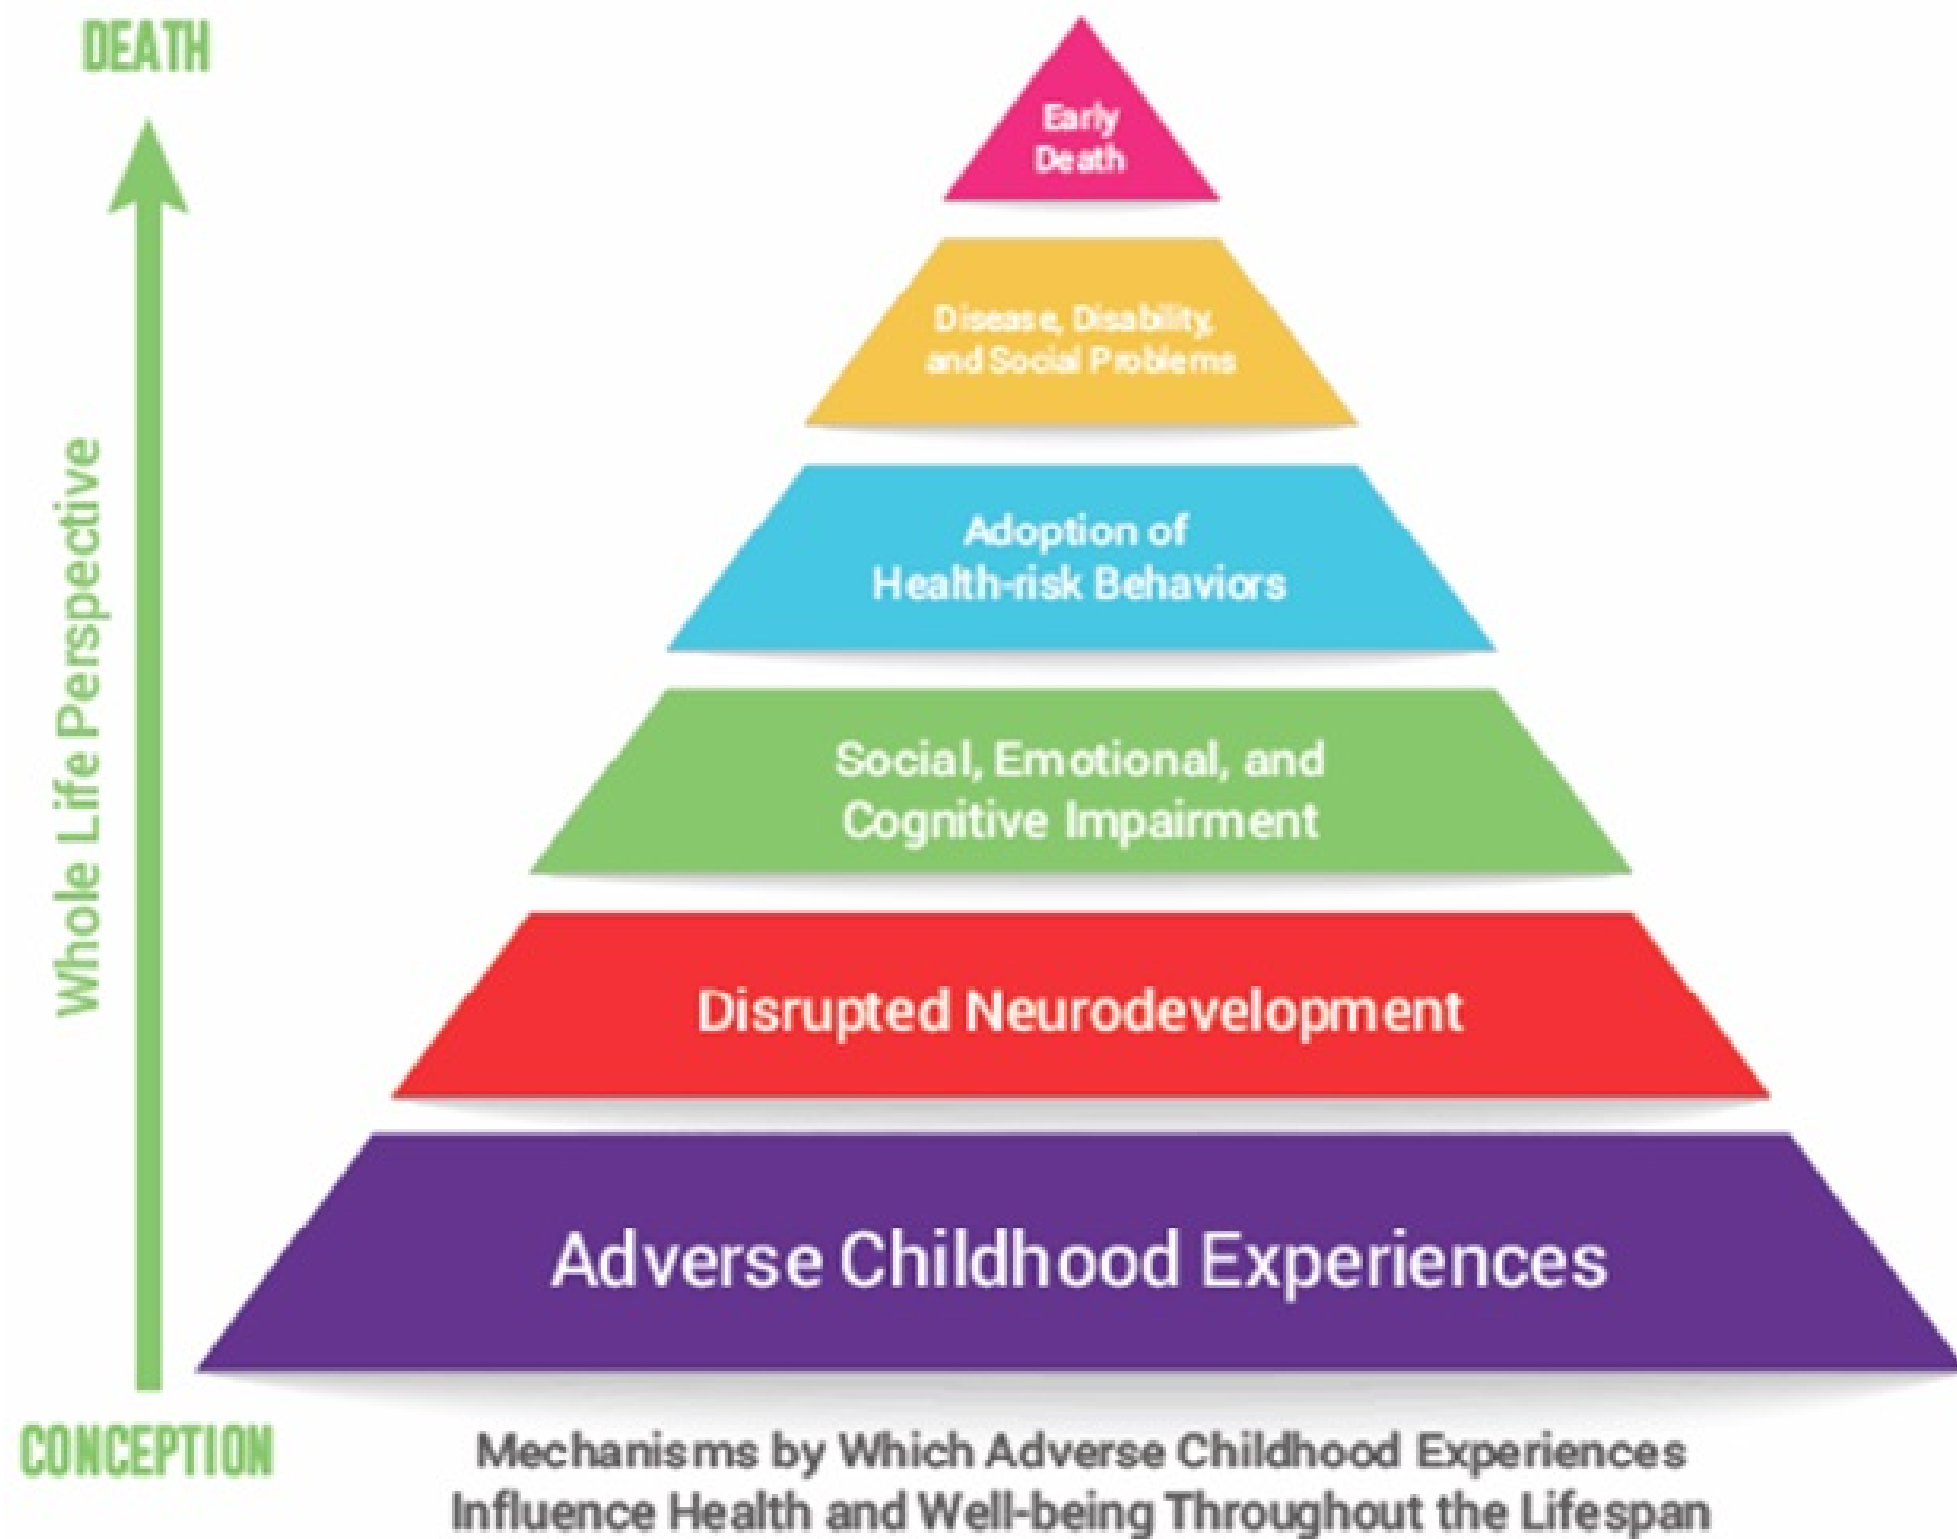 DEATH
Early
Death
Disease, Disability,
and Social Problems
Adoption of
Health-risk Behaviors
Social, Emotional, and
Cognitive Impairment
Disrupted Neurodevelopment
Adverse Childhood Experiences
Whole Life Perspective
CONCEPTION
Mechanisms by Which Adverse Childhood Experiences
Influence Health and Well-being Throughout the Lifespan